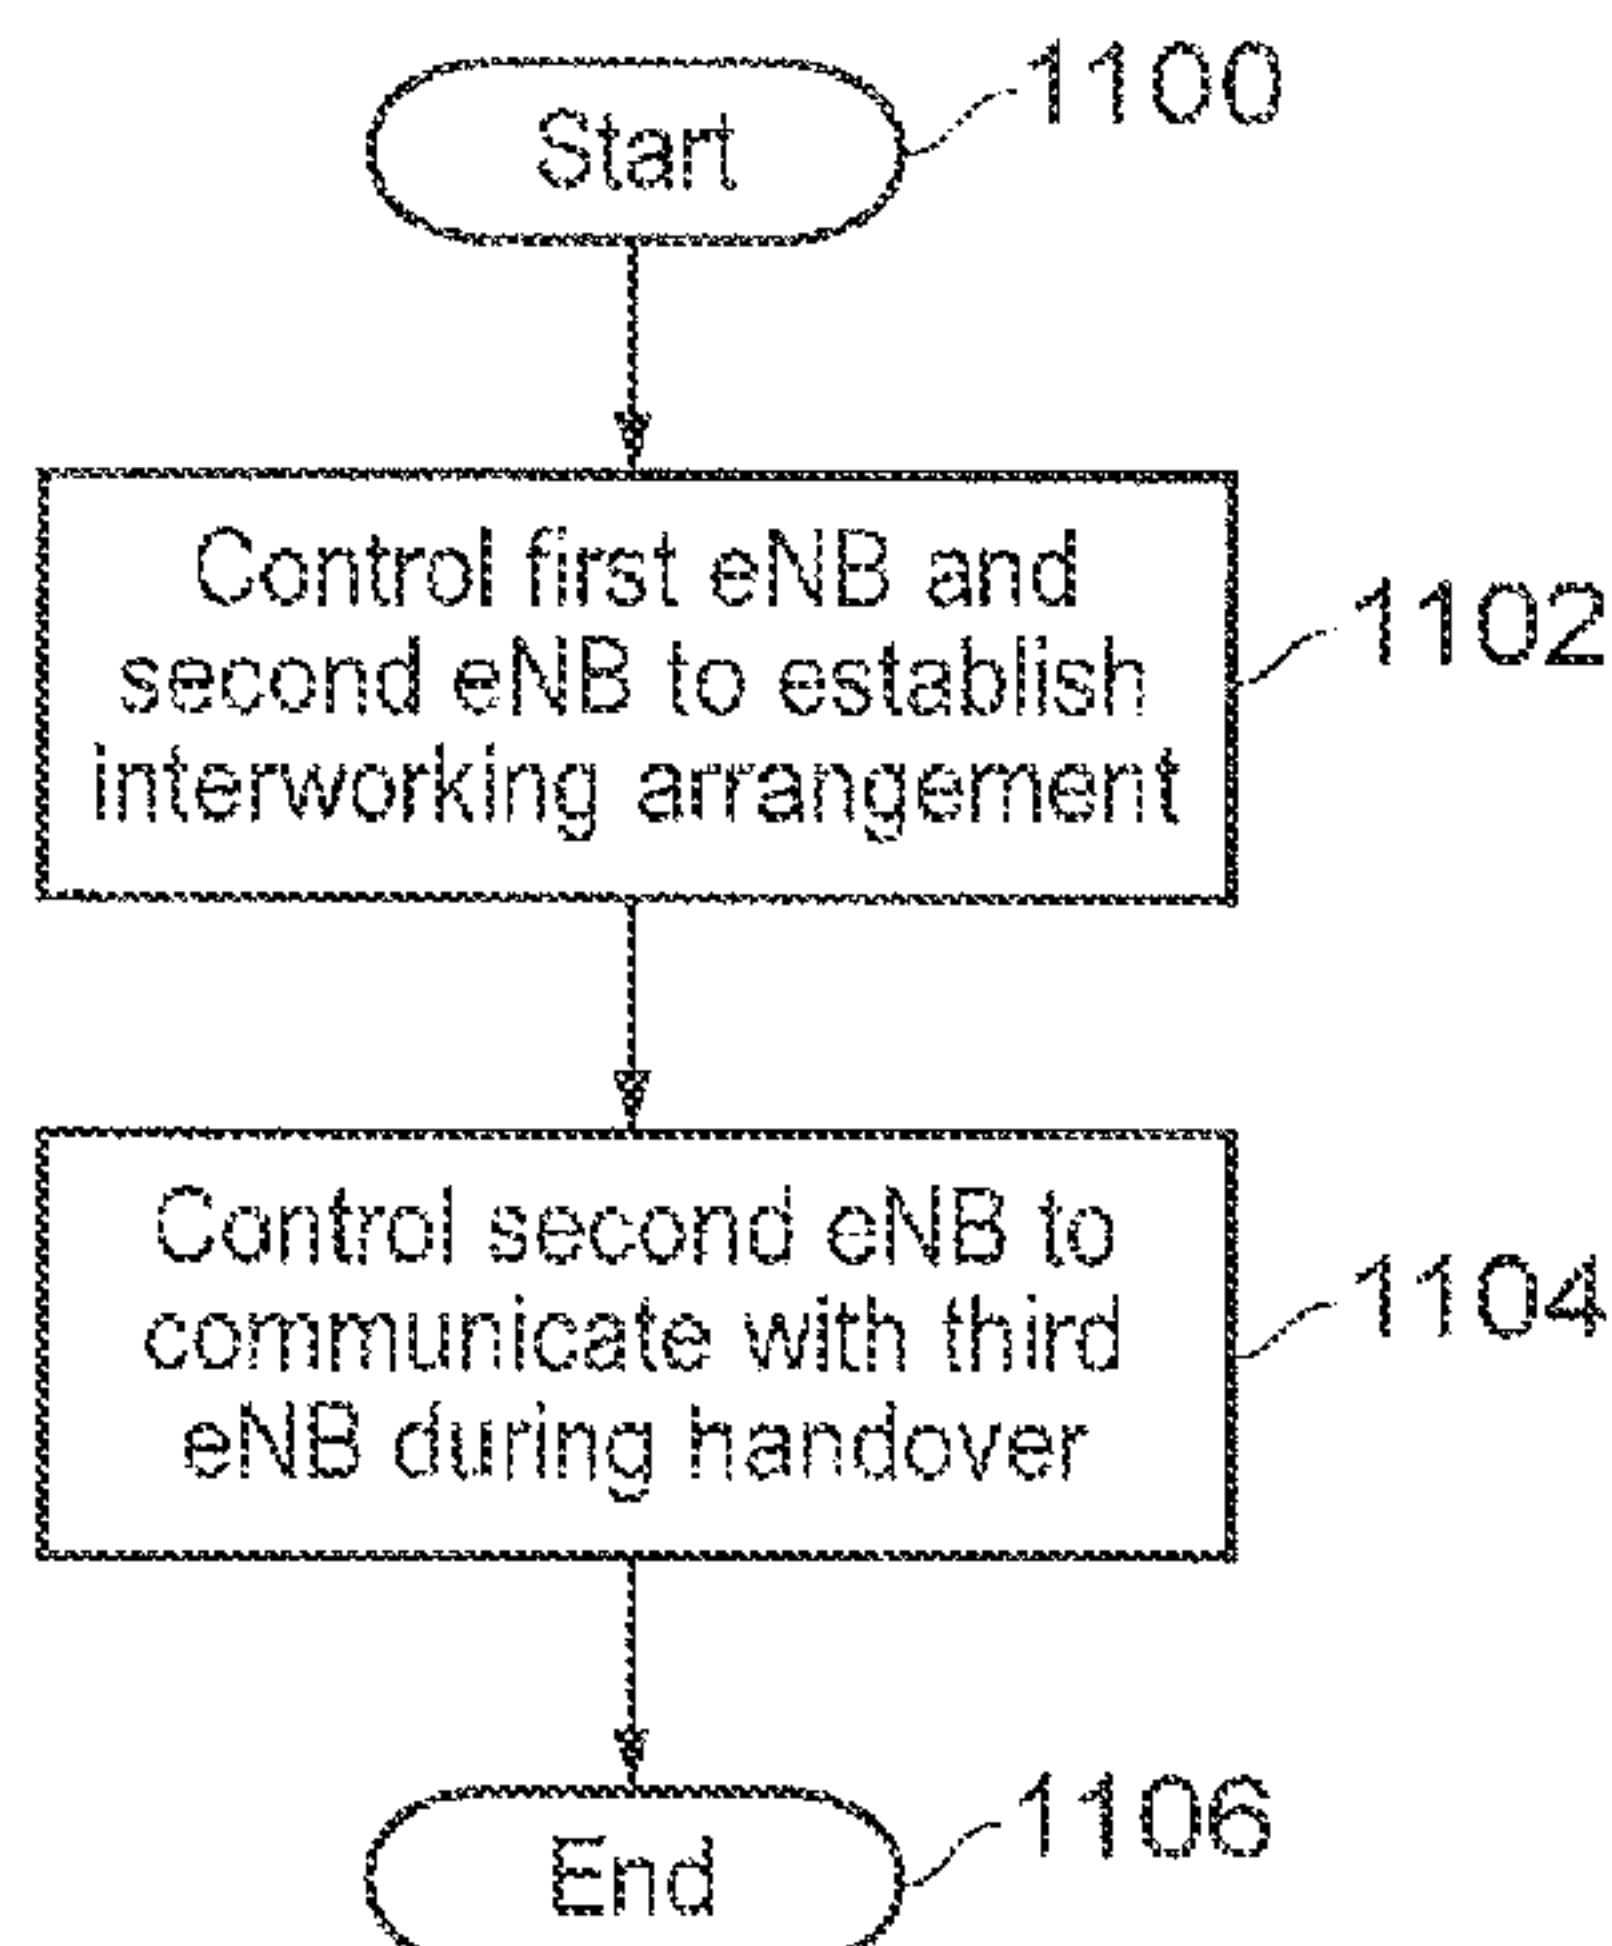 Start
1100
Control first eNB and
second eNB to establish
interworking arrangement
1102
Control second eNB to
communicate with third
eNB during handover
1104
End
1106